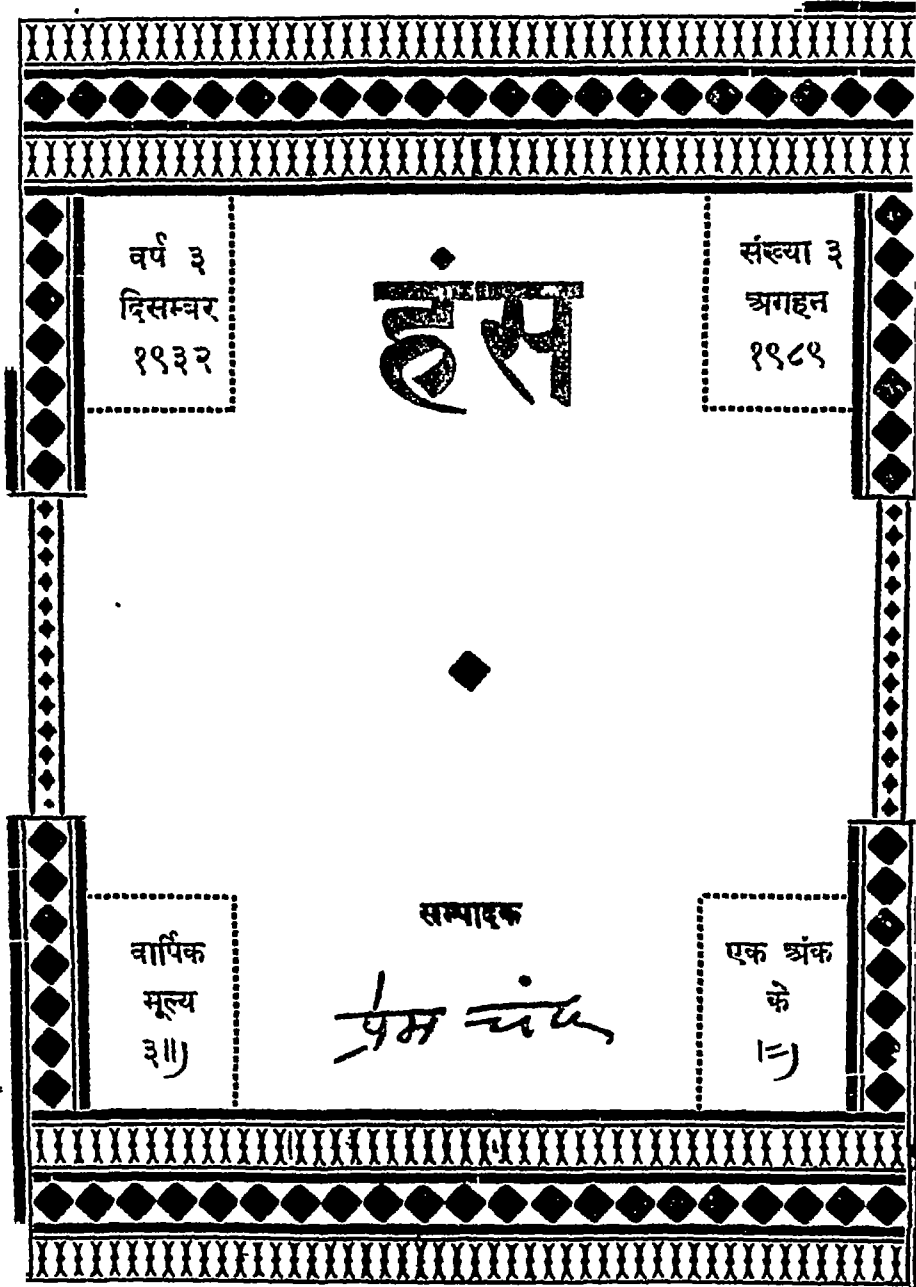 वर्ष ३
दिसम्बर
१९३२
हंस
संख्या ३
अगहन
१९८९
सम्पादक
प्रेमचंद
वार्षिक
मूल्य
३॥)
एक अंक
के
।=)